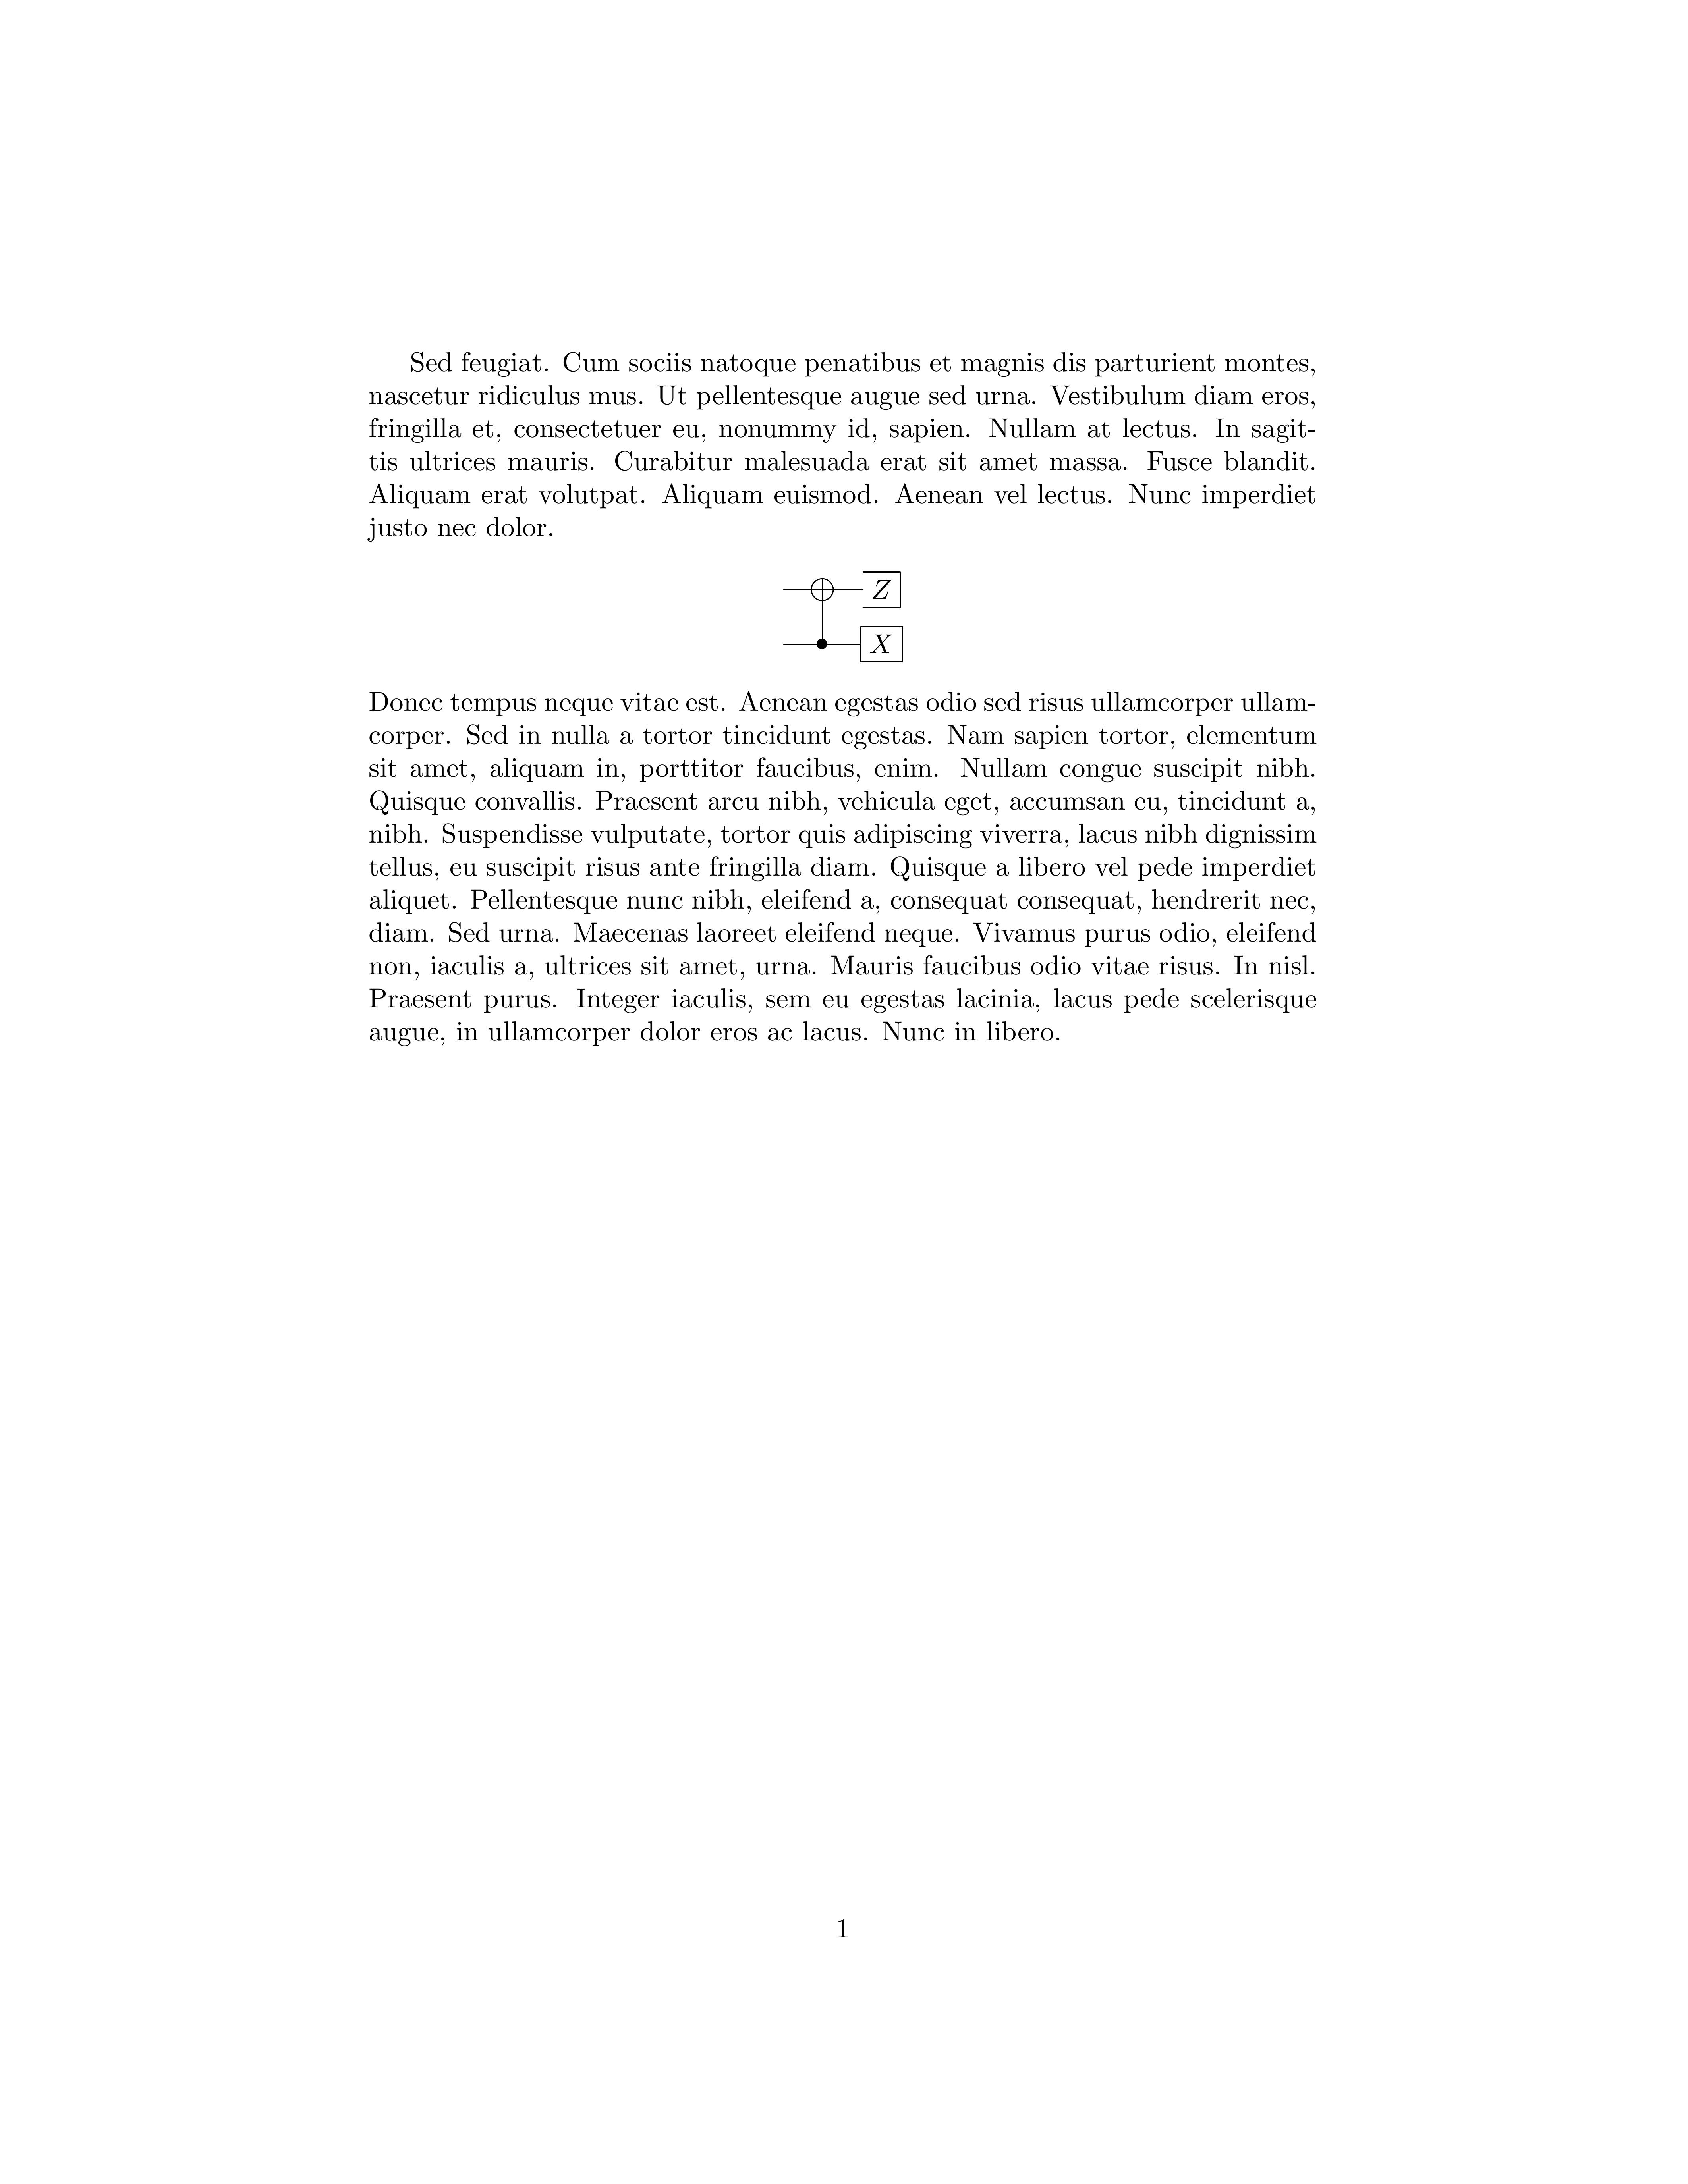 Sed feugiat. Cum sociis natoque penatibus et magnis dis parturient montes,
nascetur ridiculus mus. Ut pellentesque augue sed urna. Vestibulum diam eros,
fringilla et, consectetuer eu, nonummy id, sapien. Nullam at lectus. In sagit-
tis ultrices mauris. Curabitur malesuada erat sit amet massa. Fusce blandit.
Aliquam erat volutpat. Aliquam euismod. Aenean vel lectus. Nunc imperdiet
justo nec dolor.
Z
X
Donec tempus neque vitae est. Aenean egestas odio sed risus ullamcorper ullam-
corper. Sed in nulla a tortor tincidunt egestas. Nam sapien tortor, elementum
sit amet, aliquam in, porttitor faucibus, enim. Nullam congue suscipit nibh.
Quisque convallis. Praesent arcu nibh, vehicula eget, accumsan eu, tincidunt a,
nibh. Suspendisse vulputate, tortor quis adipiscing viverra, lacus nibh dignissim
tellus, eu suscipit risus ante fringilla diam. Quisque a libero vel pede imperdiet
aliquet. Pellentesque nunc nibh, eleifend a, consequat consequat, hendrerit nec,
diam. Sed urna. Maecenas laoreet eleifend neque. Vivamus purus odio, eleifend
non, iaculis a, ultrices sit amet, urna. Mauris faucibus odio vitae risus. In nisl.
Praesent purus. Integer iaculis, sem eu egestas lacinia, lacus pede scelerisque
augue, in ullamcorper dolor eros ac lacus. Nunc in libero.
1